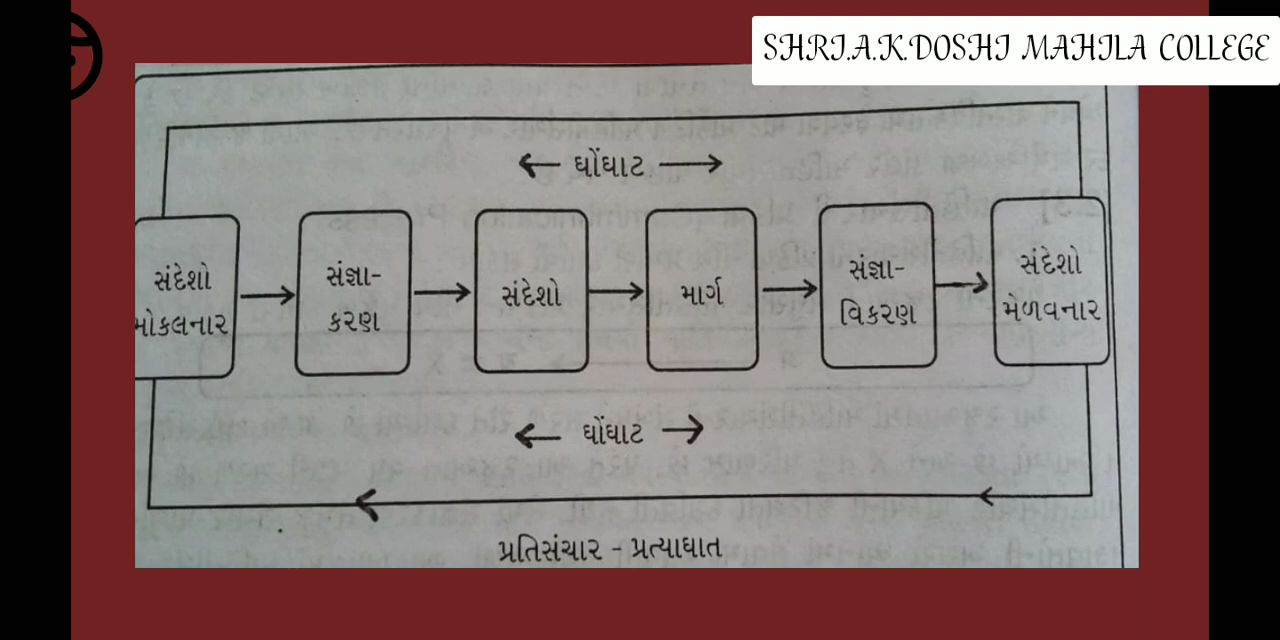 SHRI.A.K.DOSHI MAHILA COLLEGE
← ઘોંઘાટ →
સંદેશો
મોકલનાર
સંજ્ઞા-
કરણ
સંદેશો
માર્ગ
સંજ્ઞા-
વિકરણ
સંદેશો
મેળવનાર
← ઘોંઘાટ →
પ્રતિસંચાર - પ્રત્યાઘાત